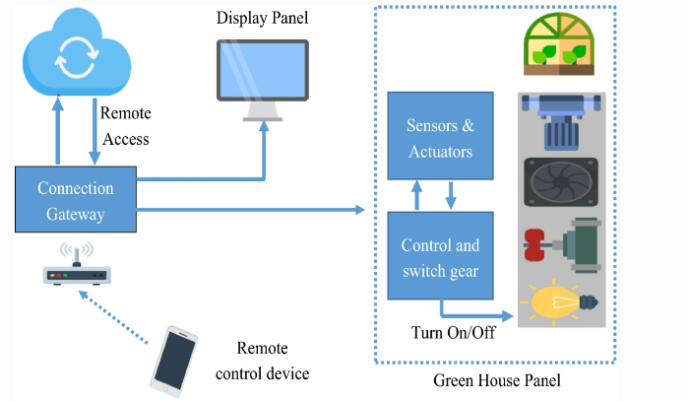 Display Panel
Remote
Access
Connection
Gateway
Sensors &
Actuators
Control and
switch gear
Turn On/Off
Remote
control device
Green House Panel